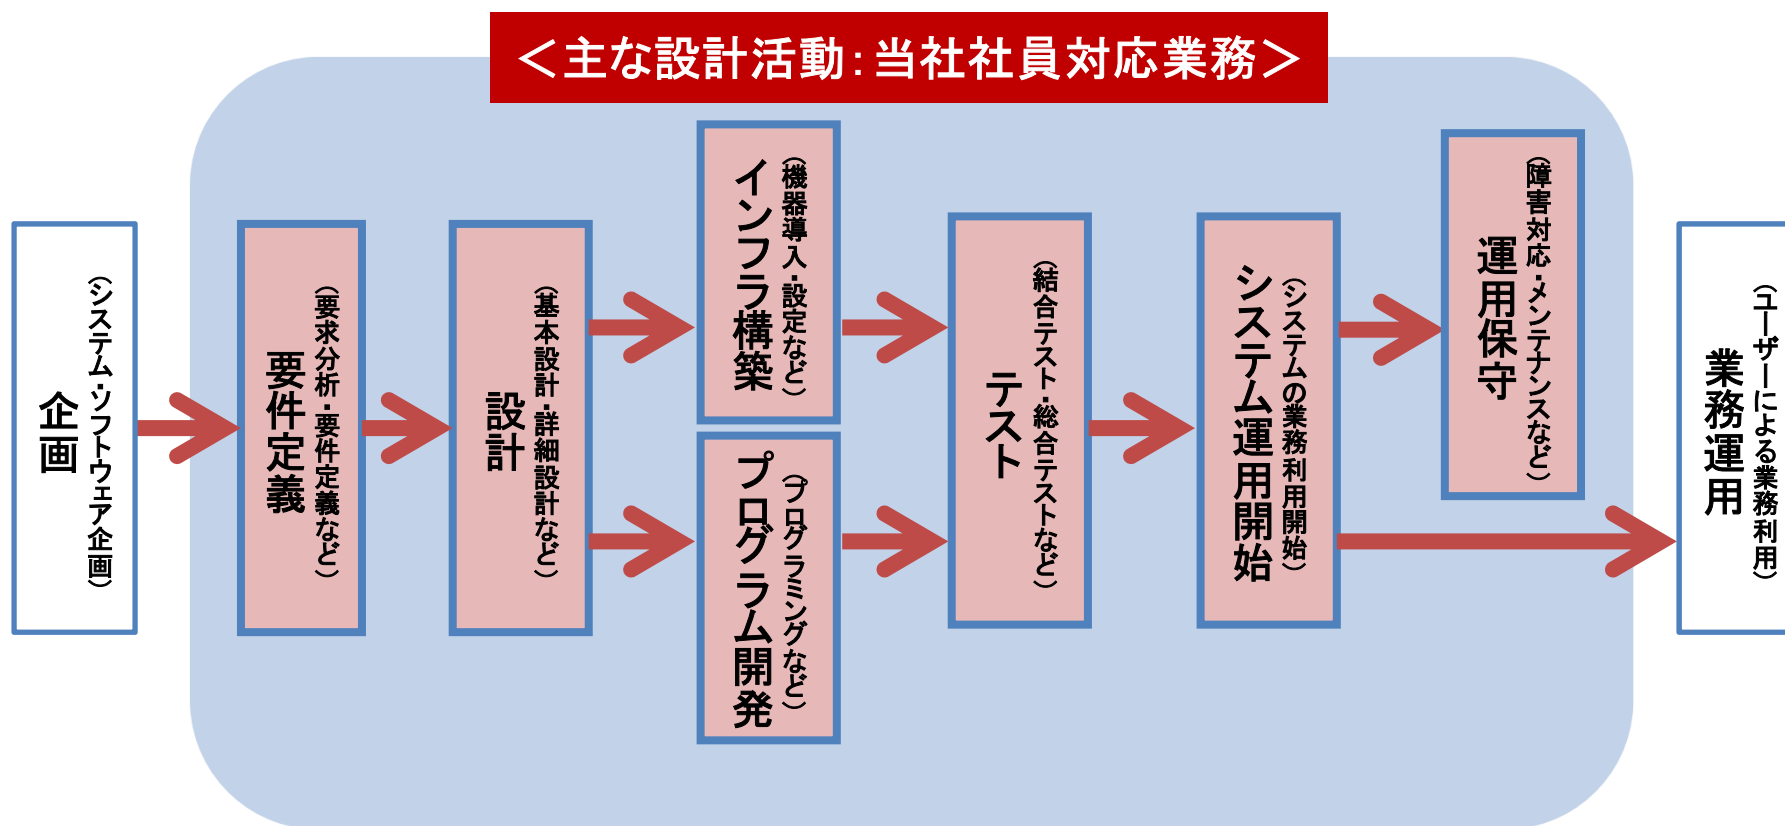 ＜主な設計活動：当社社員対応業務＞
企画
（システム・ソフトウェア企画）
要件定義
（要求分析・要件定義など）
設計
（基本設計・詳細設計など）
インフラ構築
（機器導入・設定など）
プログラム開発
（プログラミングなど）
テスト
（結合テスト・総合テストなど）
システム運用開始
（システムの業務利用開始）
運用保守
（障害対応・メンテナンスなど）
業務運用
（ユーザーによる業務利用）